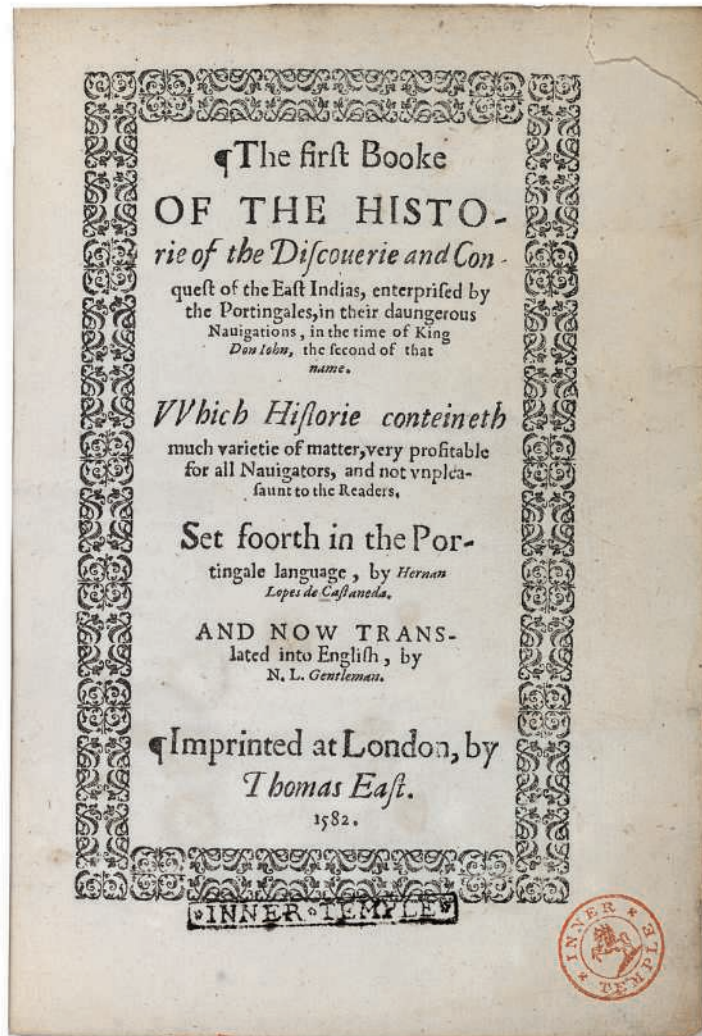 ¶The firſt Booke
OF THE HISTO-
rie of the Diſcouerie and Con-
queſt of the Eaſt Indias, enterpriſed by
the Portingales, in their daungerous
Nauigations, in the time of King
Don Iohn, the ſecond of that
name.
VVhich Hiſtorie conteineth
much varietie of matter, very profitable
for all Nauigators, and not vnplea-
ſaunt to the Readers.
Set foorth in the Por-
tingale language, by Hernan
Lopes de Caſtaneda.
AND NOW TRANS-
lated into Engliſh, by
N. L. Gentleman.
¶Imprinted at London, by
Thomas Eaſt.
1582.
INNER TEMPLE
INNER TEMPLE